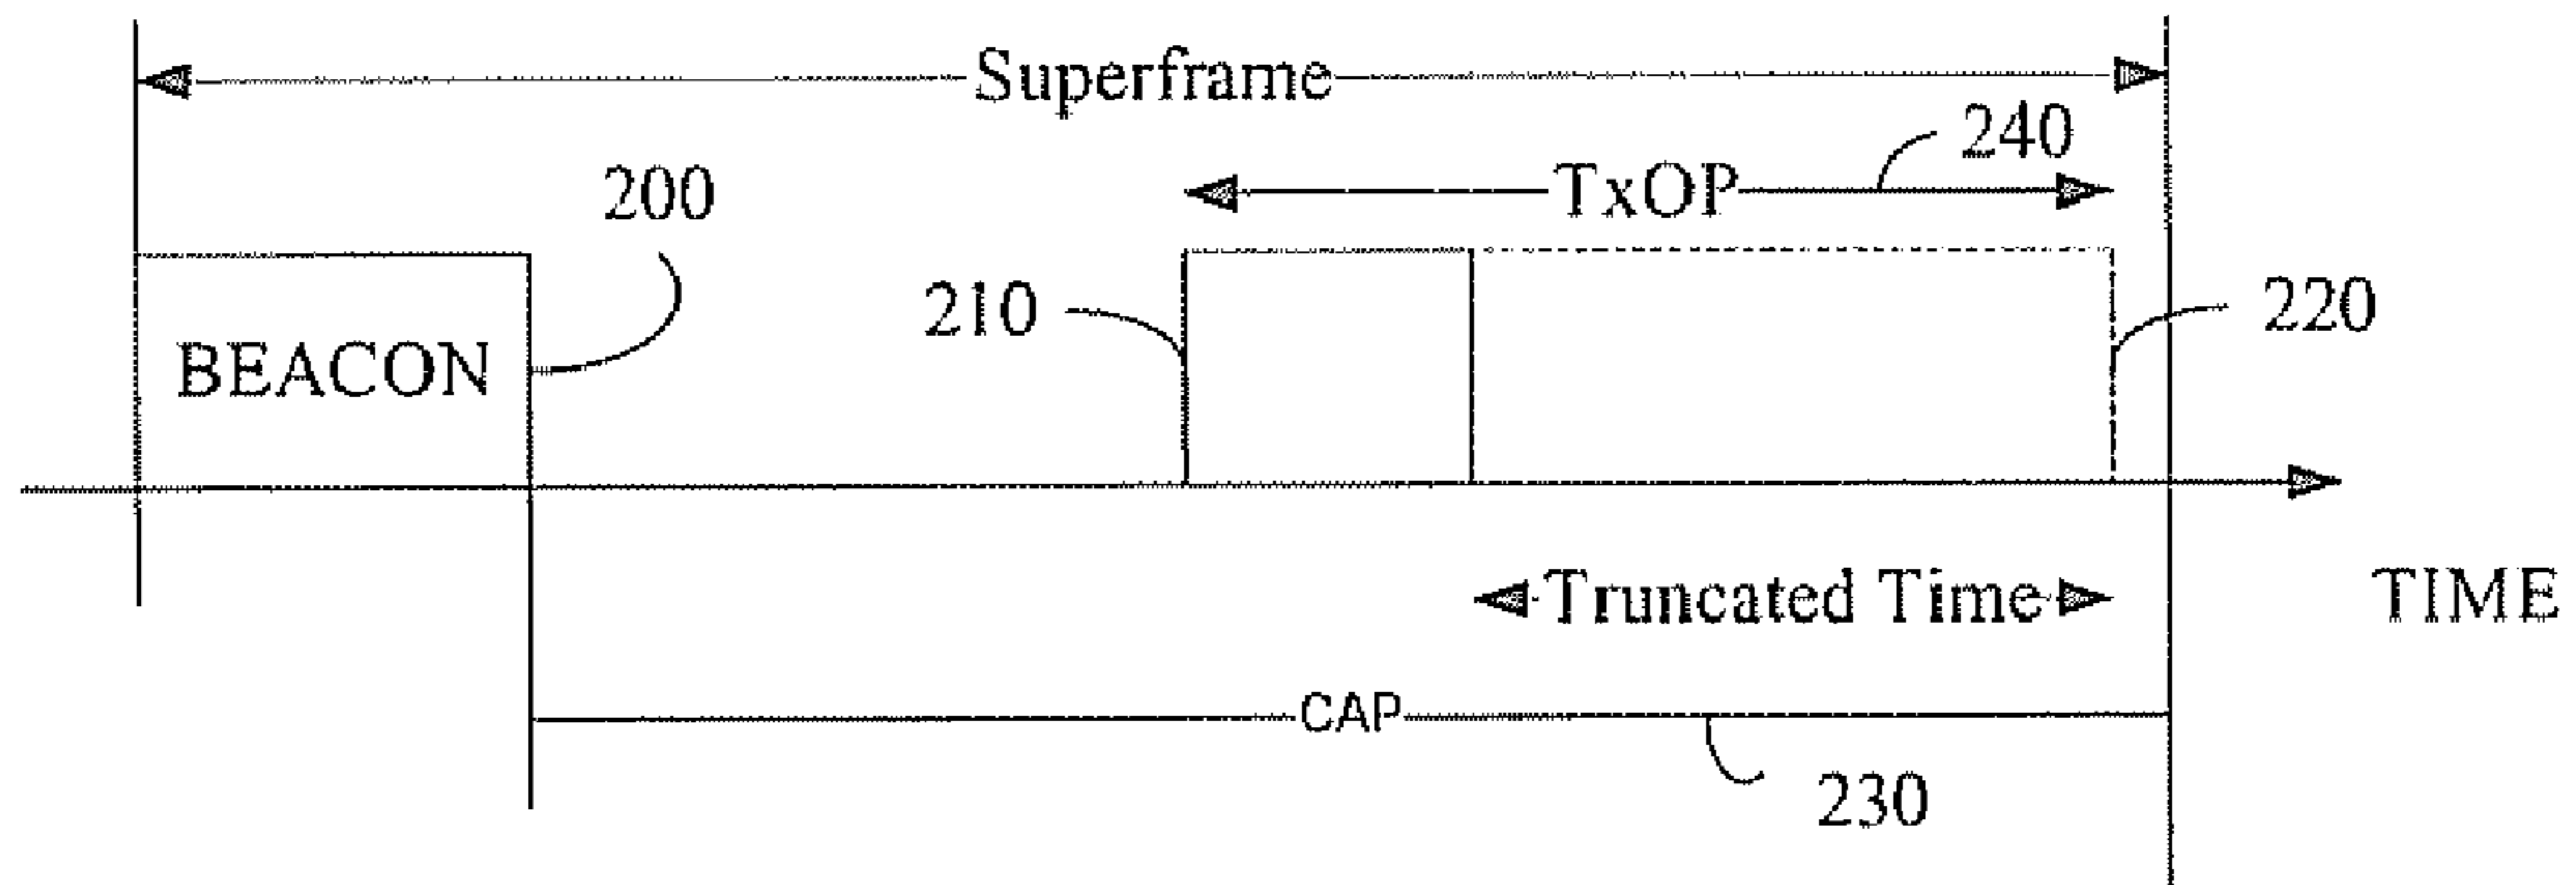 Superframe
240
TxOP
200
210
220
BEACON
Truncated Time
TIME
CAP
230